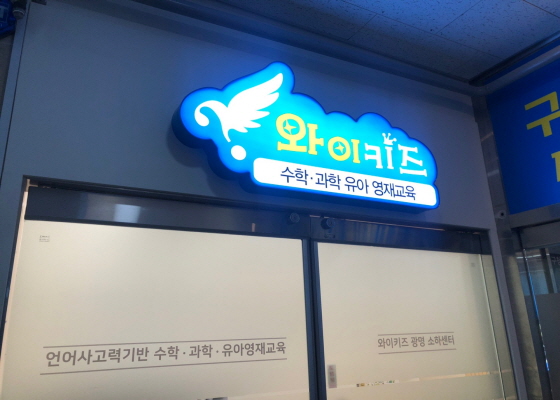 와이키즈
수학·과학 유아 영재교육
구
언어사고력기반 수학·과학·유아영재교육
와이키즈 광명 소하센터